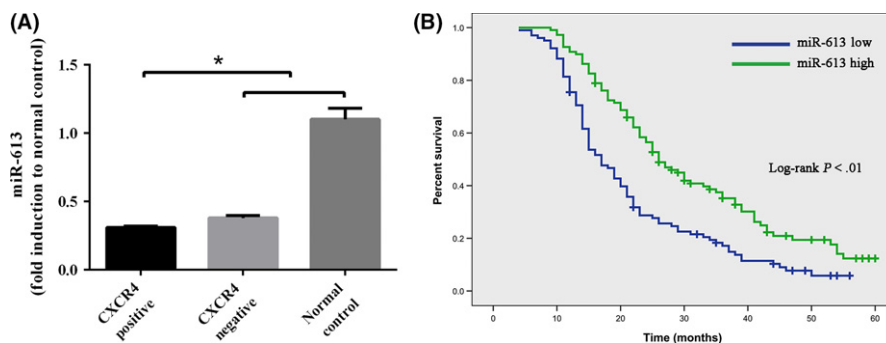 (A)
miR-613
(fold induction to normal control)
1.5
1.0
0.5
0.0
*
CXCR4
positive
CXCR4
negative
Normal
control
(B)
Percent survival
1.0
0.8
0.6
0.4
0.2
0.0
miR-613 low
miR-613 high
Log-rank P < .01
0
10
20
30
40
50
60
Time (months)